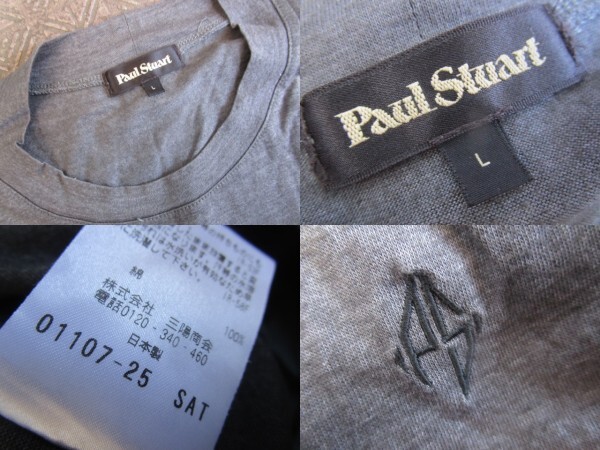 Paul Stuart
L
Paul Stuart
L
綿 100%
株式会社 三陽商会
電話0120-340-460
日本製
01107-25 SAT